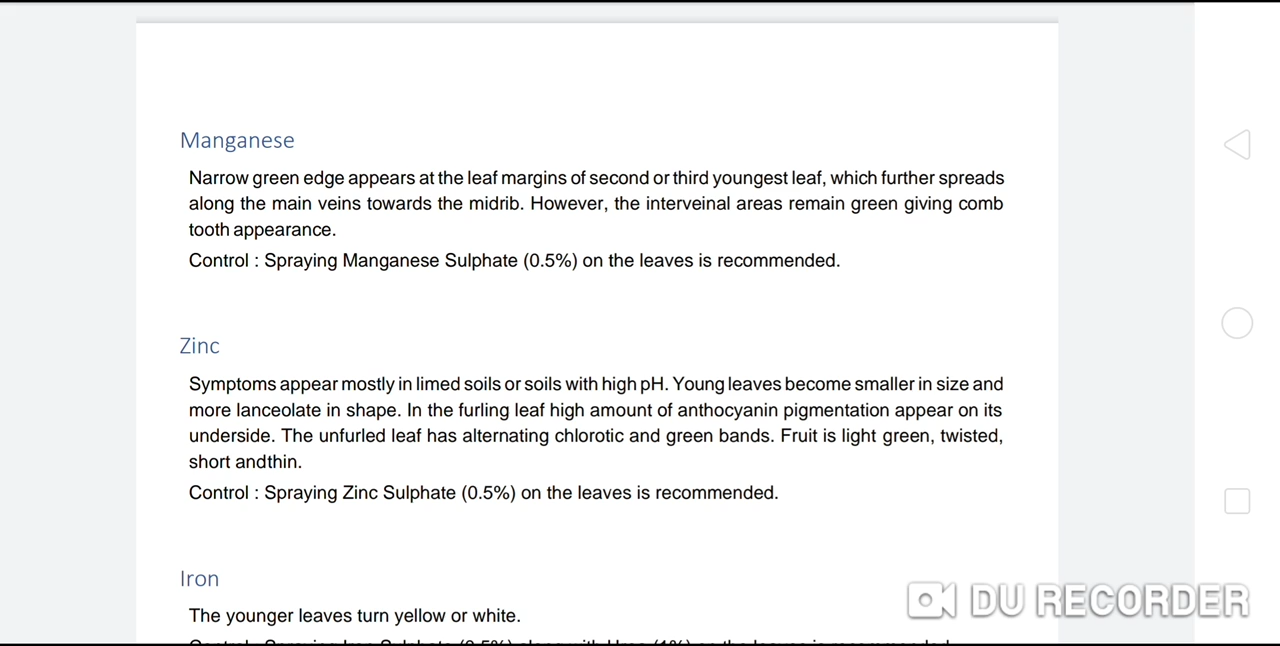 Manganese
Narrow green edge appears at the leaf margins of second or third youngest leaf, which further spreads
along the main veins towards the midrib. However, the interveinal areas remain green giving comb
tooth appearance.
Control : Spraying Manganese Sulphate (0.5%) on the leaves is recommended.
Zinc
Symptoms appear mostly in limed soils or soils with high pH. Young leaves become smaller in size and
more lanceolate in shape. In the furling leaf high amount of anthocyanin pigmentation appear on its
underside. The unfurled leaf has alternating chlorotic and green bands. Fruit is light green, twisted,
short andthin.
Control : Spraying Zinc Sulphate (0.5%) on the leaves is recommended.
Iron
The younger leaves turn yellow or white.
DU RECORDER